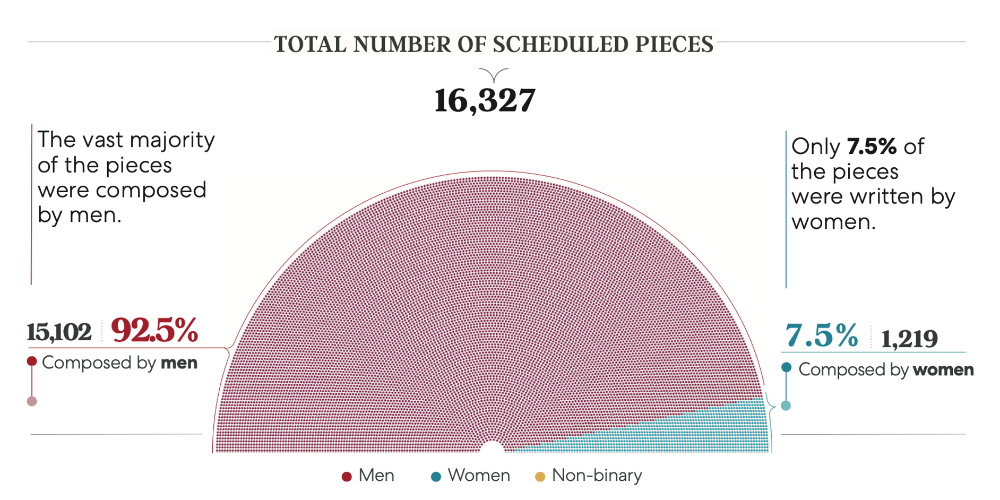 TOTAL NUMBER OF SCHEDULED PIECES
16,327
The vast majority
of the pieces
were composed
by men.
Only 7.5% of
the pieces
were written by
women.
15,102 92.5%
Composed by men
7.5% 1,219
Composed by women
Men Women Non-binary